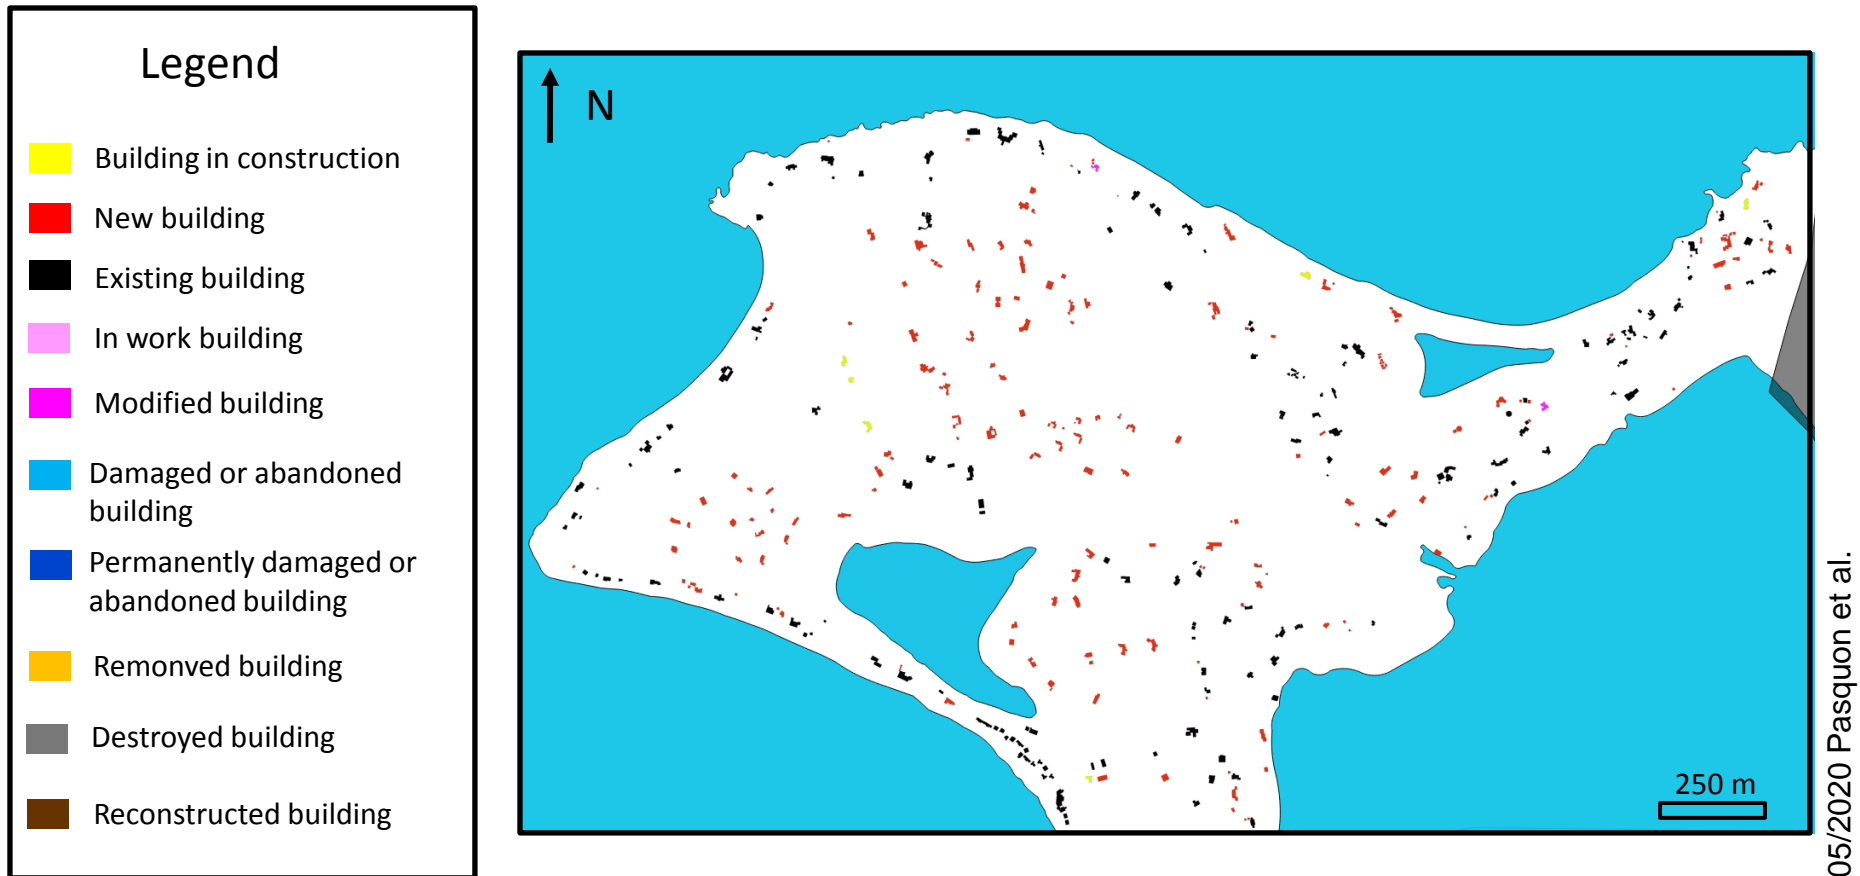 Legend
Building in construction
New building
Existing building
In work building
Modified building
Damaged or abandoned
building
Permanently damaged or
abandoned building
Remonved building
Destroyed building
Reconstructed building
N
250 m
05/2020 Pasquon et al.